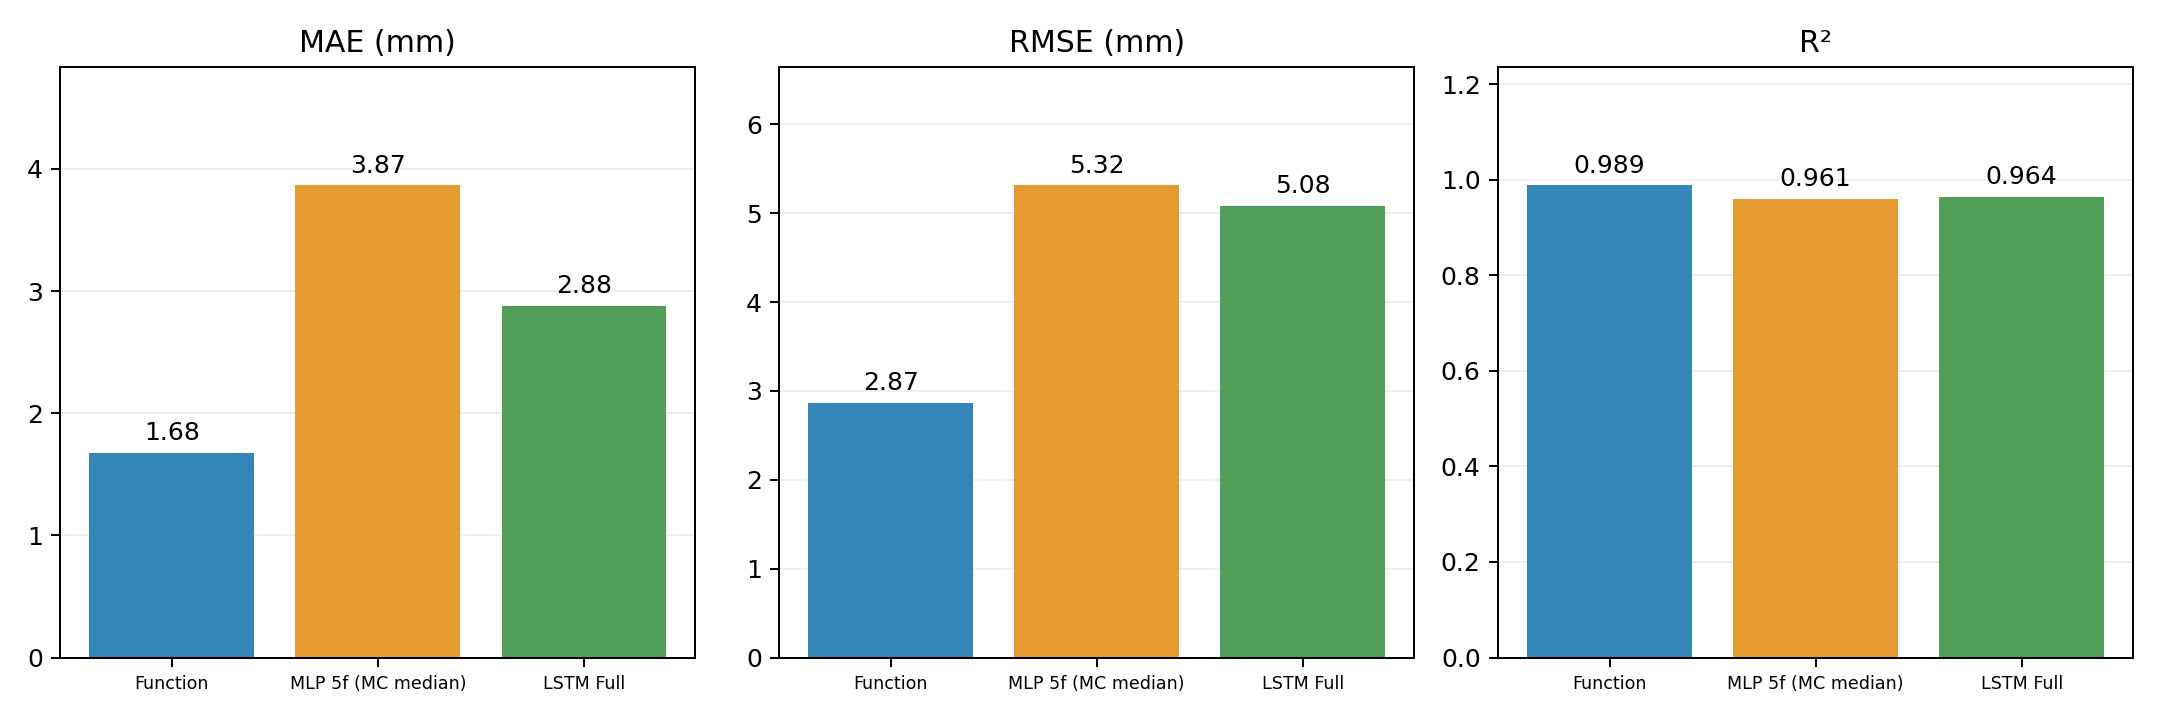 MAE (mm)
4
3
2
1
0
1.68
3.87
2.88
Function
MLP 5f (MC median)
LSTM Full
RMSE (mm)
6
5
4
3
2
1
0
2.87
5.32
5.08
Function
MLP 5f (MC median)
LSTM Full
R²
1.2
1.0
0.8
0.6
0.4
0.2
0.0
0.989
0.961
0.964
Function
MLP 5f (MC median)
LSTM Full